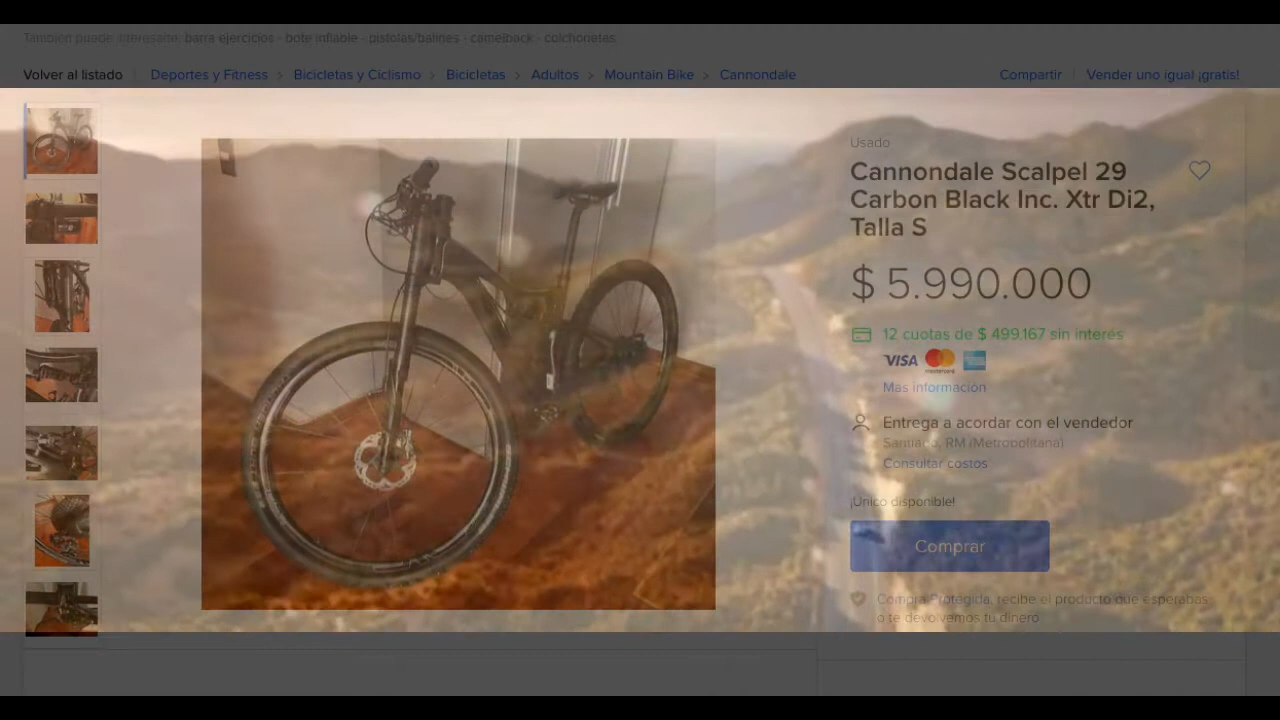 También puede interesarte: barra ejercicios - bote inflable - pistolas/balines - camelback - colchonetas
Volver al listado | Deportes y Fitness > Bicicletas y Ciclismo > Bicicletas > Adultos > Mountain Bike > Cannondale
Compartir | Vender uno igual ¡gratis!
Usado
Cannondale Scalpel 29
Carbon Black Inc. Xtr Di2,
Talla S
$ 5.990.000
12 cuotas de $ 499.167 sin interés
VISA mastercard
Más información
Entrega a acordar con el vendedor
Santiago, RM (Metropolitana)
Consultar costos
¡Único disponible!
Comprar
Compra Protegida, recibe el producto que esperabas
o te devolvemos tu dinero